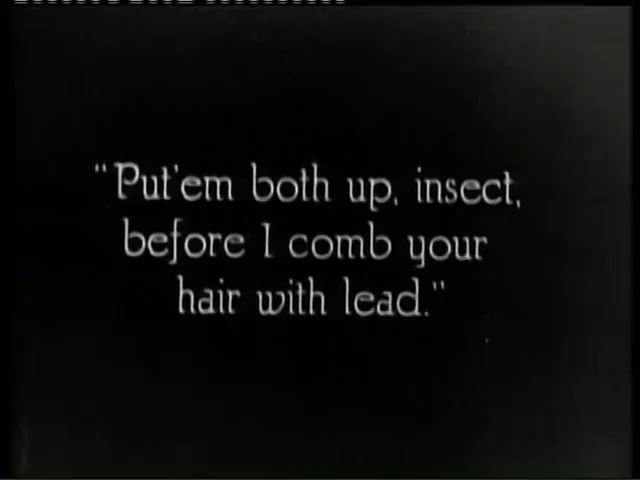 "Put 'em both up, insect,
before I comb your
hair with lead."